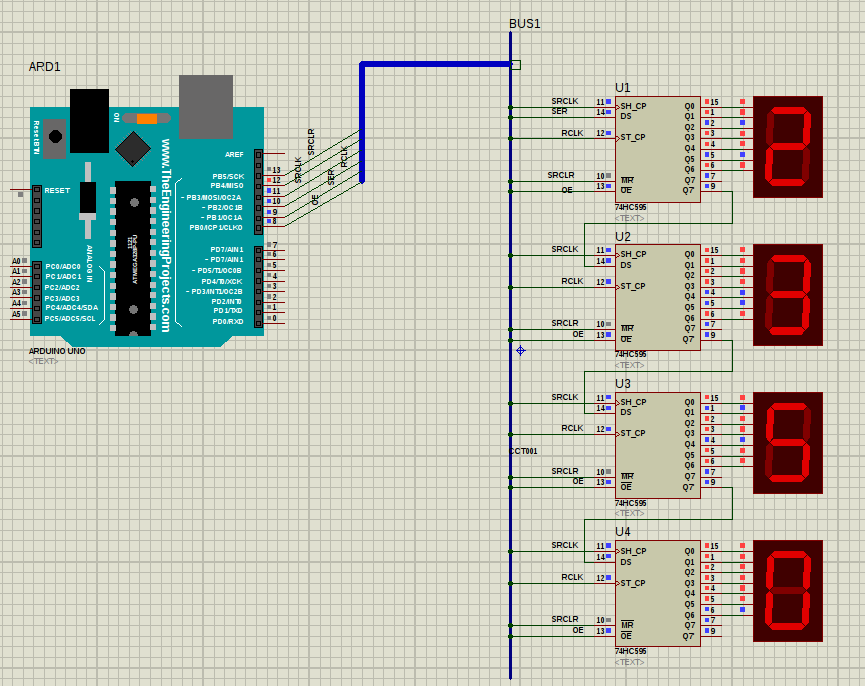 BUS1
ARD1
ON
Reset BTN
www.TheEngineeringProjects.com
1121
ATMEGA328P-PU
ANALOG IN
RESET
AREF
PB5/SCK 13
PB4/MISO 12
~ PB3/MOSI/OC2A 11
~ PB2/OC1B 10
~ PB1/OC1A 9
PB0/ICP1/CLKO 8
PD7/AIN1 7
~ PD7/AIN1 6
~ PD5/T1/OC0B 5
PD4/T0/XCK 4
~ PD3/INT1/OC2B 3
PD2/INT0 2
PD1/TXD 1
PD0/RXD 0
A0 PC0/ADC0
A1 PC1/ADC1
A2 PC2/ADC2
A3 PC3/ADC3
A4 PC4/ADC4/SDA
A5 PC5/ADC5/SCL
ARDUINO UNO
<TEXT>
SRCLK
SRCLR
OE
SER
RCLK
U1
SRCLK 11 SH_CP Q0 15
SER 14 DS Q1 1
Q2 2
RCLK 12 ST_CP Q3 3
Q4 4
Q5 5
Q6 6
SRCLR 10 MR Q7 7
OE 13 OE Q7' 9
74HC595
<TEXT>
U2
SRCLK 11 SH_CP Q0 15
14 DS Q1 1
Q2 2
RCLK 12 ST_CP Q3 3
Q4 4
Q5 5
Q6 6
SRCLR 10 MR Q7 7
OE 13 OE Q7' 9
74HC595
<TEXT>
U3
SRCLK 11 SH_CP Q0 15
14 DS Q1 1
Q2 2
RCLK 12 ST_CP Q3 3
Q4 4
CCT001
Q5 5
Q6 6
SRCLR 10 MR Q7 7
OE 13 OE Q7' 9
74HC595
<TEXT>
U4
SRCLK 11 SH_CP Q0 15
14 DS Q1 1
Q2 2
RCLK 12 ST_CP Q3 3
Q4 4
Q5 5
Q6 6
SRCLR 10 MR Q7 7
OE 13 OE Q7' 9
74HC595
<TEXT>